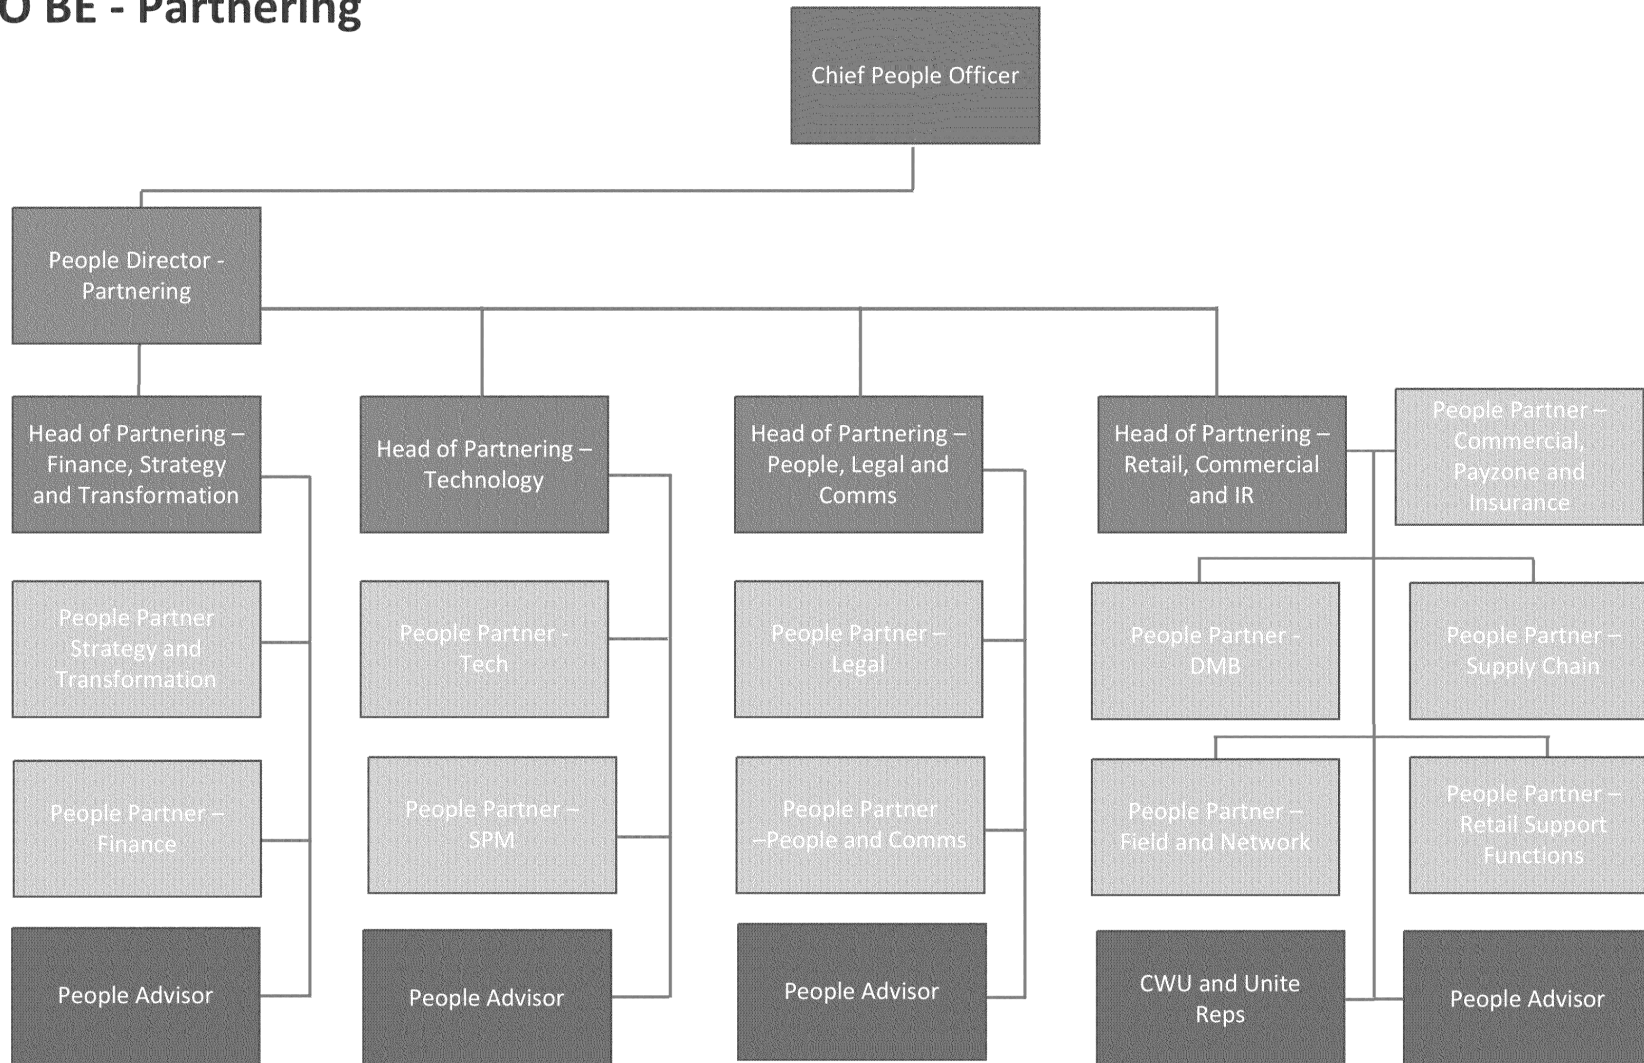 O BE - Partnering
Chief People Officer
People Director -
Partnering
Head of Partnering –
Finance, Strategy
and Transformation
Head of Partnering –
Technology
Head of Partnering –
People, Legal and
Comms
Head of Partnering –
Retail, Commercial
and IR
People Partner –
Commercial,
Payzone and
Insurance
People Partner
Strategy and
Transformation
People Partner -
Tech
People Partner –
Legal
People Partner -
DMB
People Partner –
Supply Chain
People Partner –
Finance
People Partner –
SPM
People Partner
–People and Comms
People Partner –
Field and Network
People Partner –
Retail Support
Functions
People Advisor
People Advisor
People Advisor
CWU and Unite
Reps
People Advisor